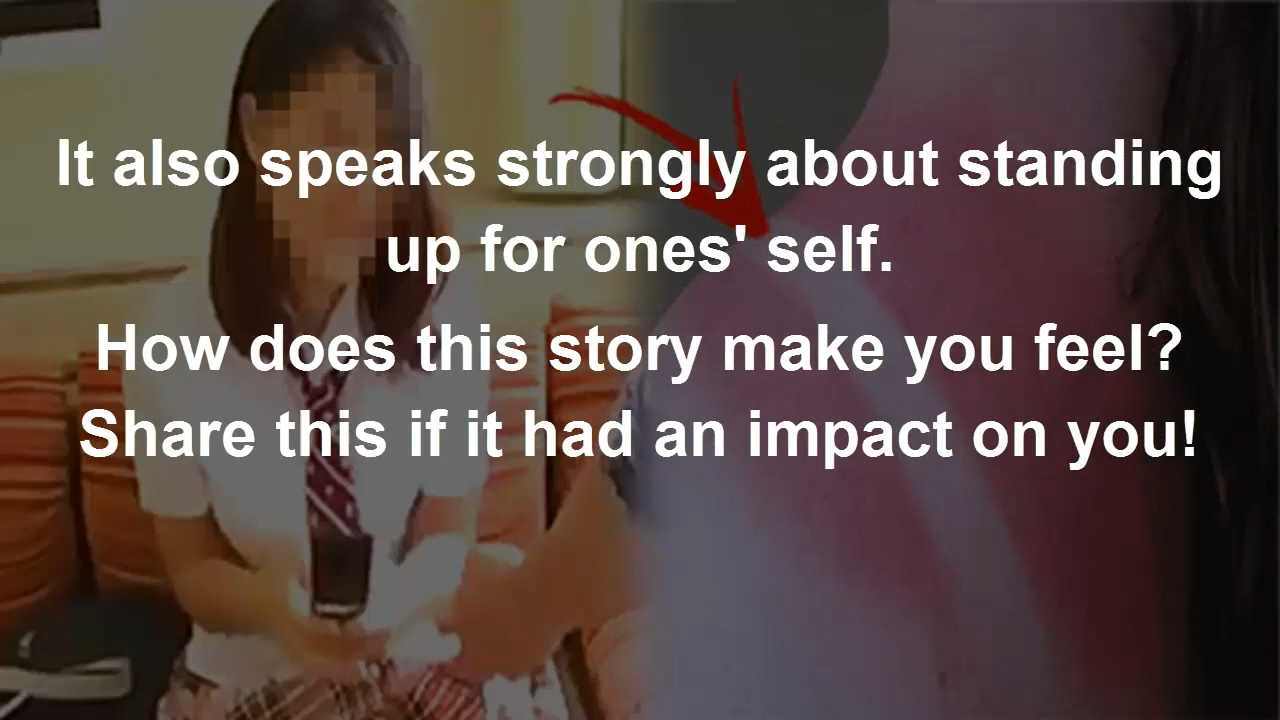 It also speaks strongly about standing
up for ones' self.
How does this story make you feel?
Share this if it had an impact on you!